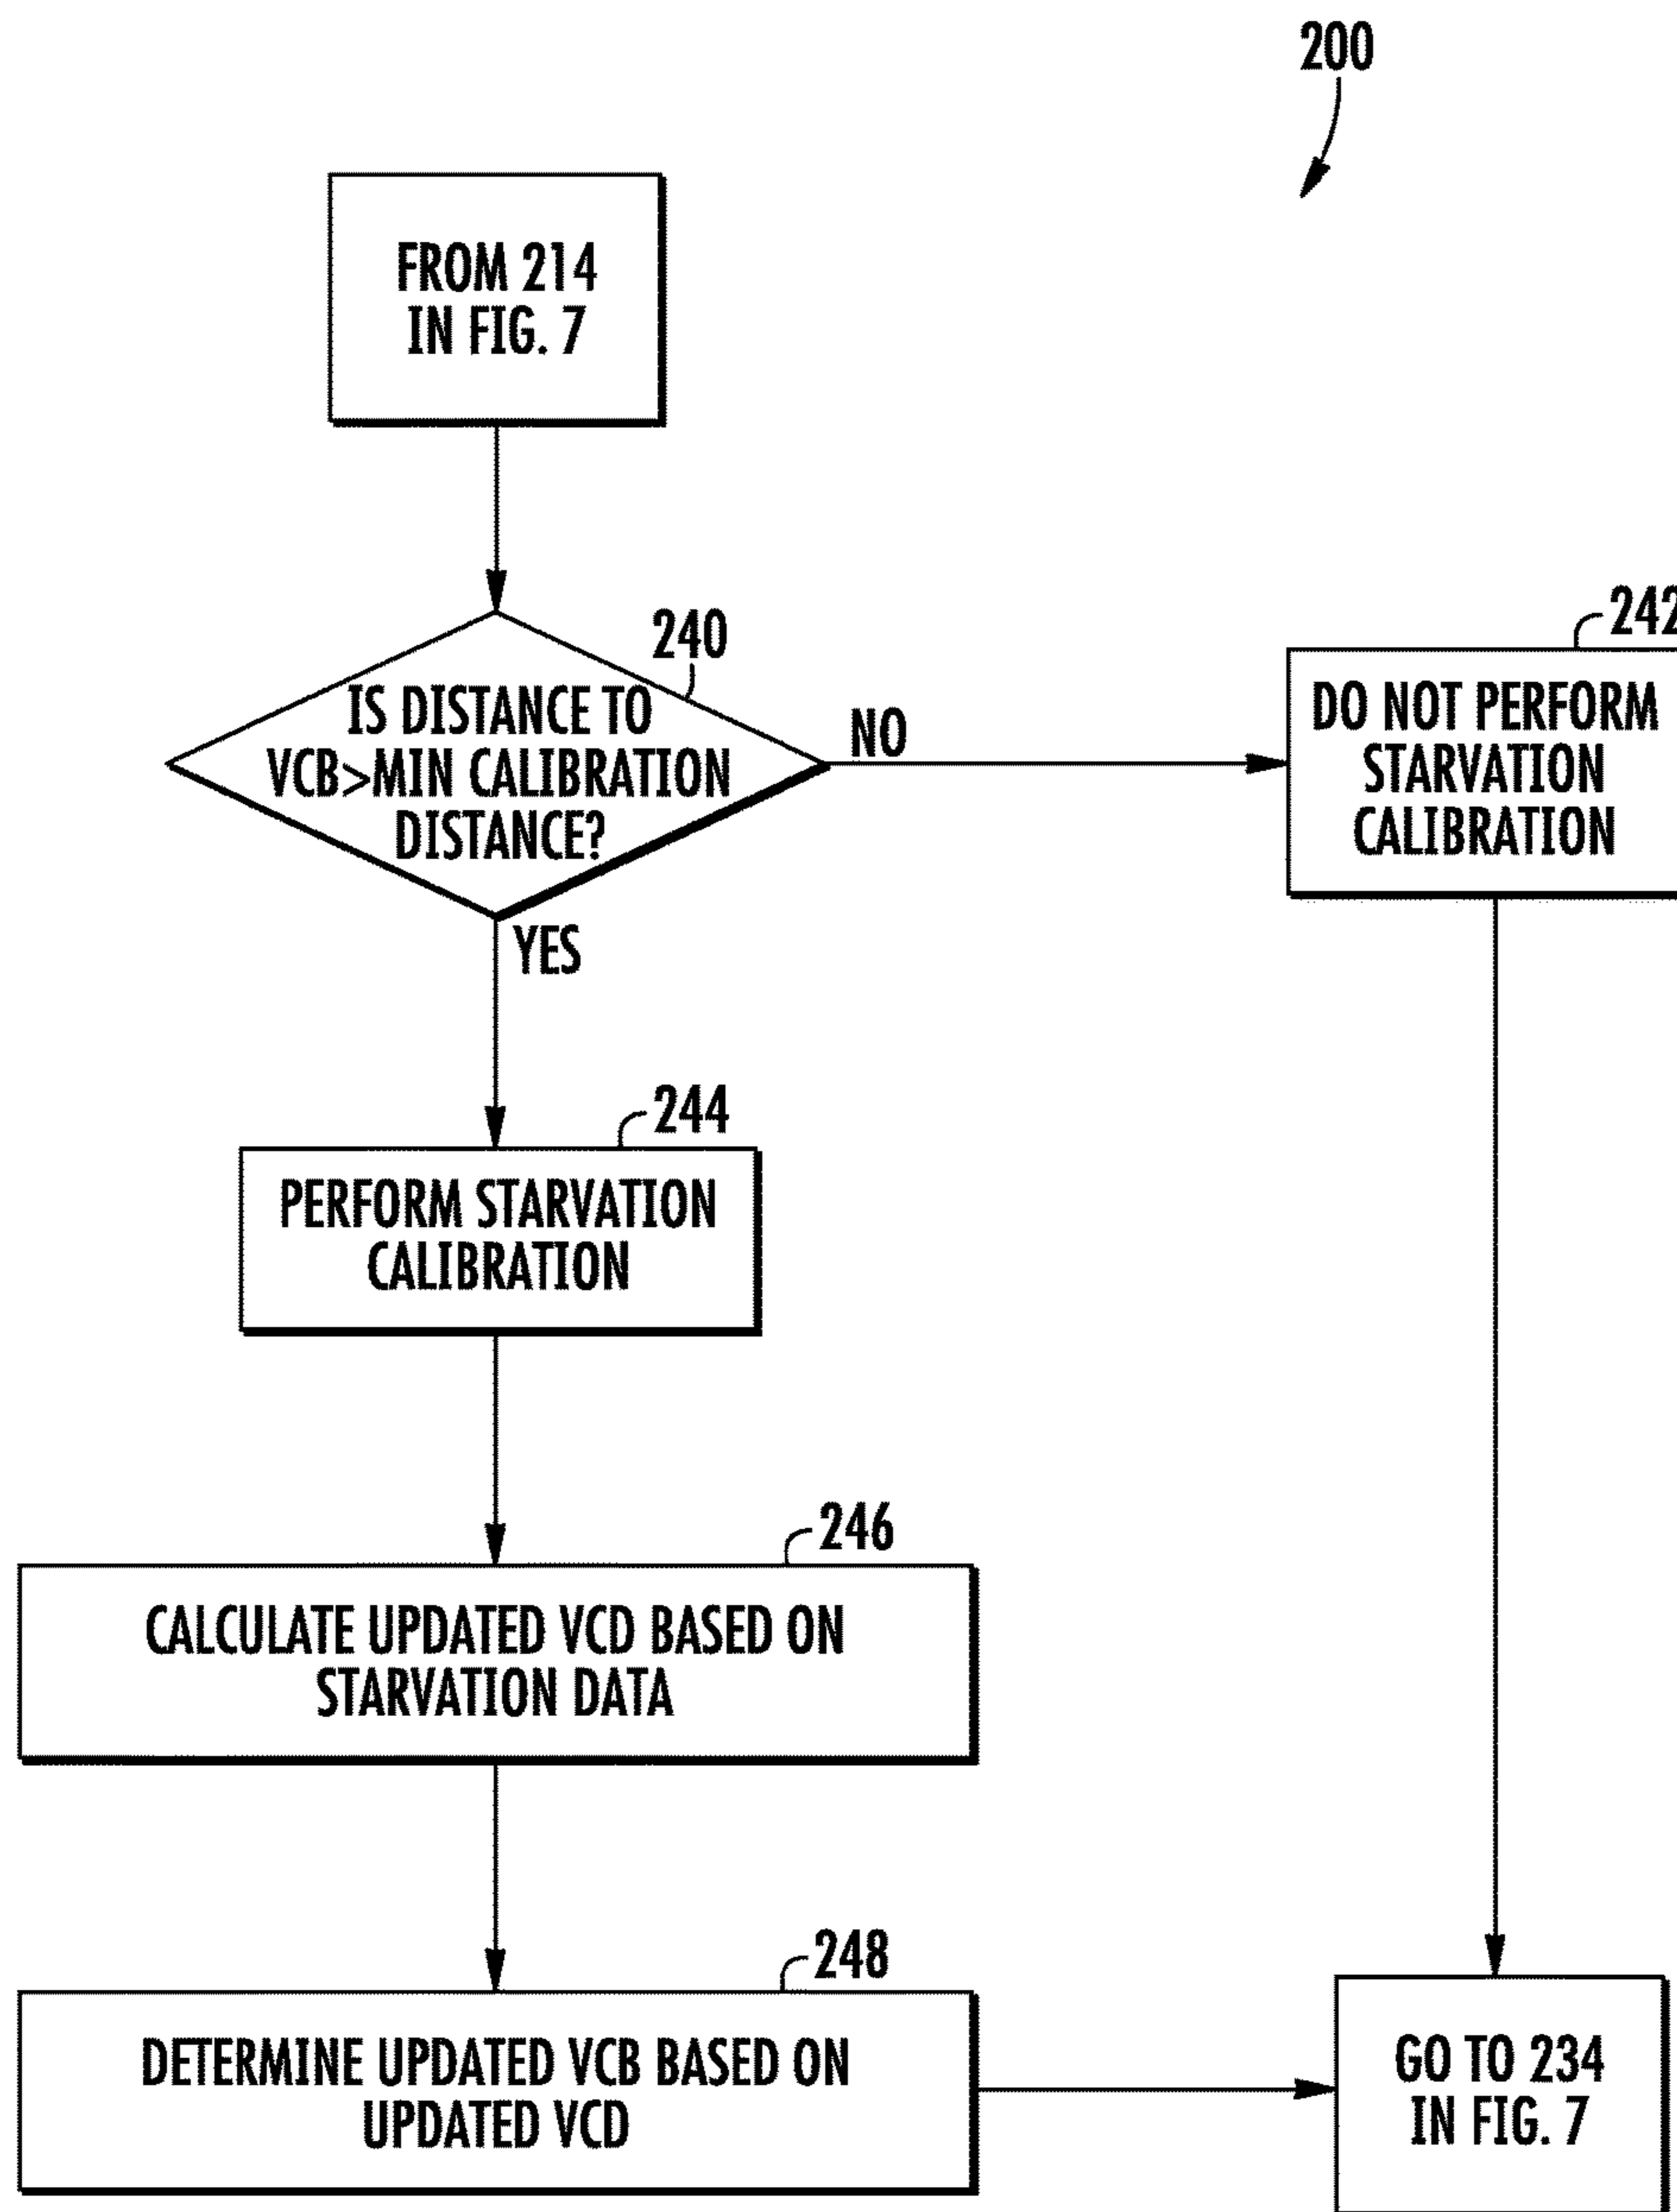 200
FROM 214
IN FIG. 7
240
IS DISTANCE TO
VCB>MIN CALIBRATION
DISTANCE?
NO
YES
242
DO NOT PERFORM
STARVATION
CALIBRATION
244
PERFORM STARVATION
CALIBRATION
246
CALCULATE UPDATED VCD BASED ON
STARVATION DATA
248
DETERMINE UPDATED VCB BASED ON
UPDATED VCD
GO TO 234
IN FIG. 7